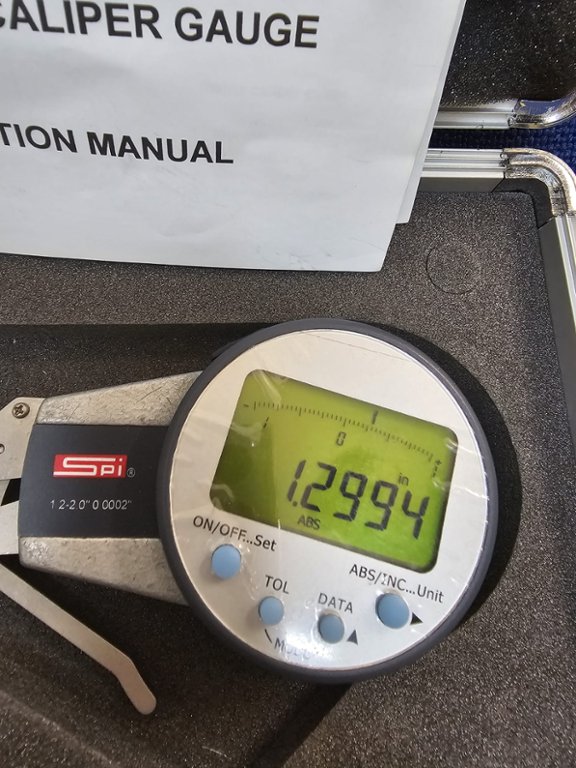 CALIPER GAUGE
TION MANUAL
SPi®
1 2-2.0" 0 0002"
- +
1 0
in
1.2994
ABS
ON/OFF...Set
TOL
DATA
ABS/INC...Unit